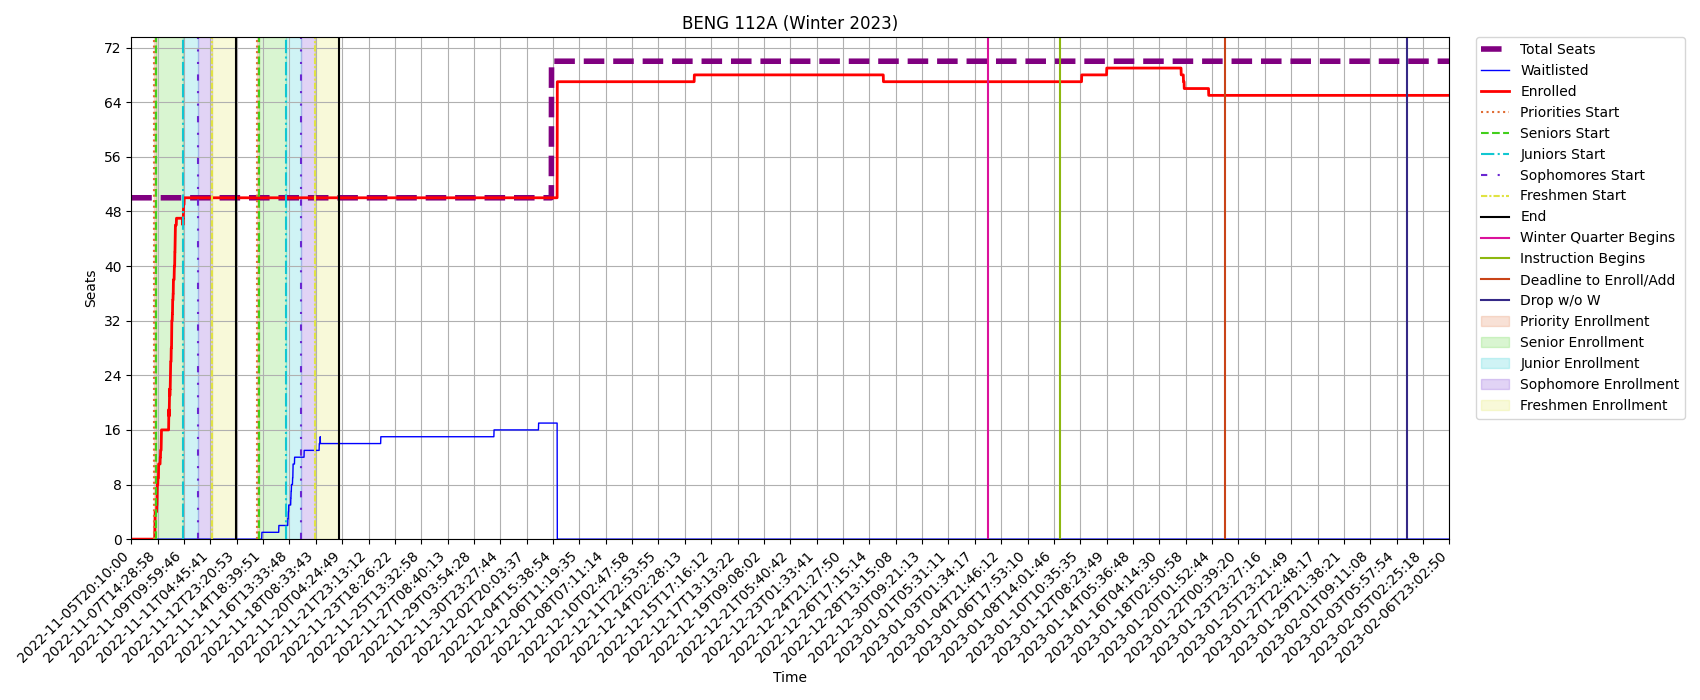 BENG 112A (Winter 2023)
Seats
72
64
56
48
40
32
24
16
8
0
2022-11-05T20:10:00
2022-11-07T14:28:58
2022-11-09T09:59:46
2022-11-11T04:45:41
2022-11-12T23:20:53
2022-11-14T18:39:51
2022-11-16T13:33:49
2022-11-18T08:33:43
2022-11-20T04:24:49
2022-11-21T23:13:12
2022-11-23T18:26:22
2022-11-25T13:32:58
2022-11-27T08:40:13
2022-11-29T03:54:28
2022-11-30T23:27:44
2022-12-02T20:03:37
2022-12-04T15:38:54
2022-12-06T11:19:35
2022-12-08T07:11:14
2022-12-10T02:47:58
2022-12-11T22:53:55
2022-12-14T02:28:13
2022-12-15T17:16:12
2022-12-17T13:13:22
2022-12-19T09:08:02
2022-12-21T05:40:42
2022-12-23T01:33:41
2022-12-24T21:27:50
2022-12-26T17:15:14
2022-12-28T13:15:08
2022-12-30T09:21:13
2023-01-01T05:31:11
2023-01-03T01:34:17
2023-01-04T21:46:12
2023-01-06T17:53:10
2023-01-08T14:01:46
2023-01-10T10:35:35
2023-01-12T08:23:49
2023-01-14T05:36:48
2023-01-16T04:14:30
2023-01-18T02:50:58
2023-01-20T01:52:44
2023-01-22T00:39:20
2023-01-23T23:27:16
2023-01-25T23:21:49
2023-01-27T22:48:17
2023-01-29T21:38:21
2023-02-01T09:11:08
2023-02-03T05:57:54
2023-02-05T02:25:18
2023-02-06T23:02:50
Time
Total Seats
Waitlisted
Enrolled
Priorities Start
Seniors Start
Juniors Start
Sophomores Start
Freshmen Start
End
Winter Quarter Begins
Instruction Begins
Deadline to Enroll/Add
Drop w/o W
Priority Enrollment
Senior Enrollment
Junior Enrollment
Sophomore Enrollment
Freshmen Enrollment